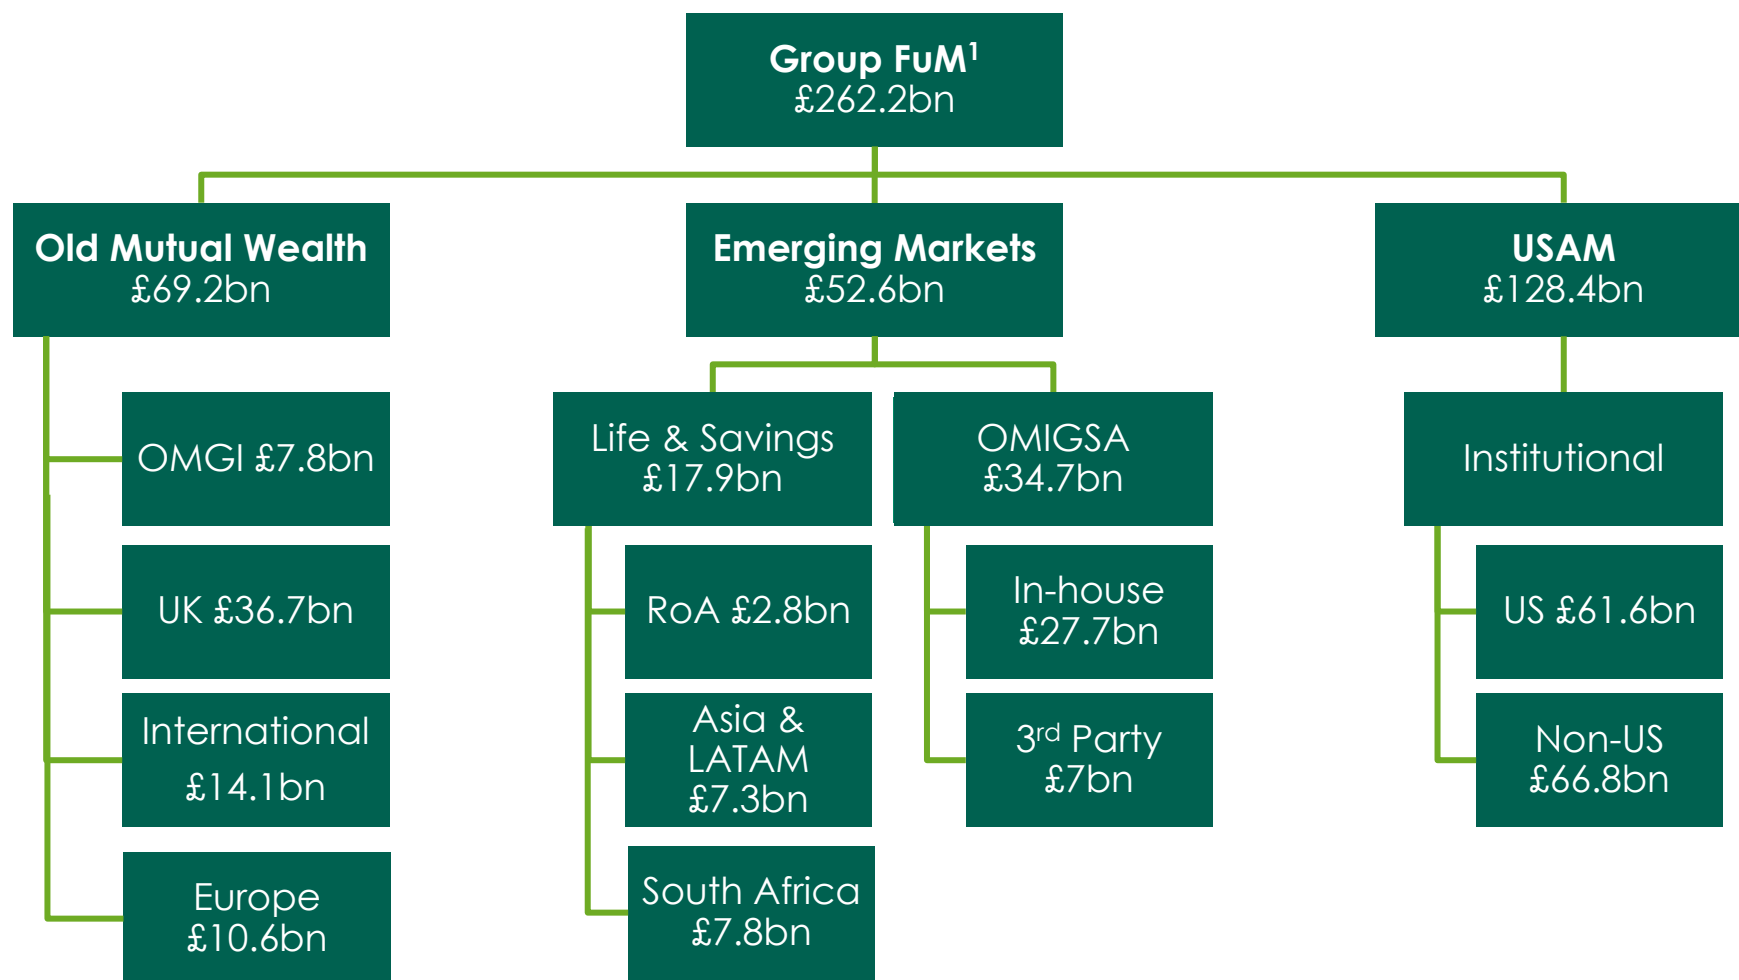 Group FuM¹
£262.2bn
Old Mutual Wealth
£69.2bn
OMGI £7.8bn
UK £36.7bn
International
£14.1bn
Europe
£10.6bn
Emerging Markets
£52.6bn
Life & Savings
£17.9bn
RoA £2.8bn
Asia &
LATAM
£7.3bn
South Africa
£7.8bn
OMIGSA
£34.7bn
In-house
£27.7bn
3rd Party
£7bn
USAM
£128.4bn
Institutional
US £61.6bn
Non-US
£66.8bn